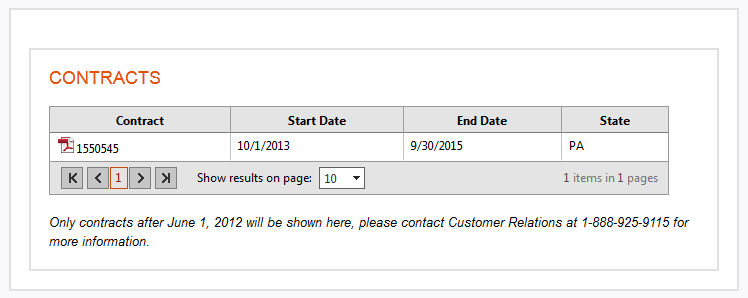 CONTRACTS
Contract Start Date End Date State
1550545 10/1/2013 9/30/2015 PA
1 Show results on page: 10 1 items in 1 pages
Only contracts after June 1, 2012 will be shown here, please contact Customer Relations at 1-888-925-9115 for
more information.